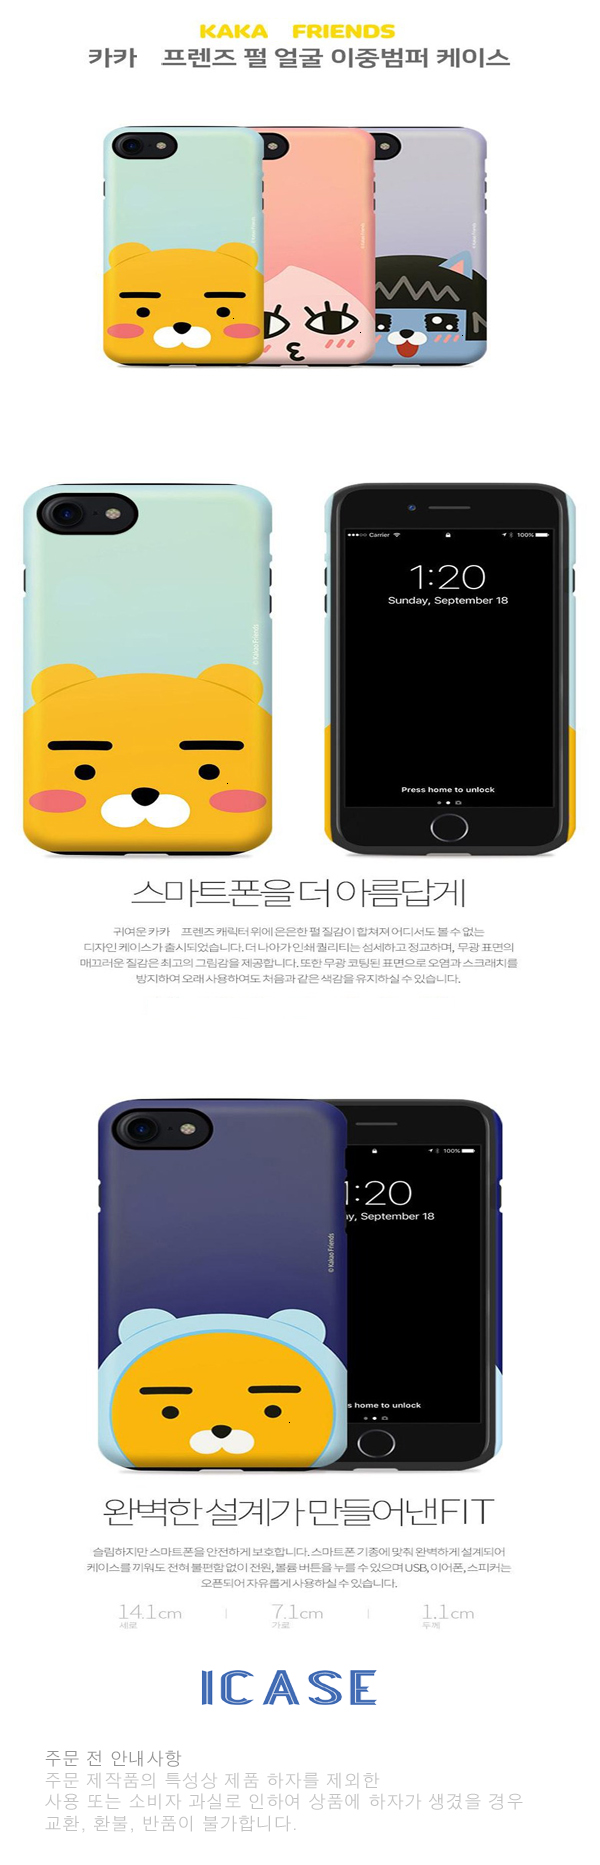 KAKA FRIENDS
카카 프렌즈 펄 얼굴 이중범퍼 케이스
© Kakao Friends
Carrier
100%
1:20
Sunday, September 18
Press home to unlock
스마트폰을 더 아름답게
귀여운 카카 프렌즈 캐릭터 위에 은은한 펄 질감이 합쳐져 어디서도 볼 수 없는
디자인 케이스가 출시되었습니다. 더 나아가 인쇄 퀄리티는 섬세하고 정교하며, 무광 표면의
매끄러운 질감은 최고의 그립감을 제공합니다. 또한 무광 코팅된 표면으로 오염과 스크래치를
방지하여 오래 사용하여도 처음과 같은 색감을 유지하실 수 있습니다.
100%
1:20
y, September 18
© Kakao Friends
s home to unlock
완벽한 설계가 만들어낸 FIT
슬림하지만 스마트폰을 안전하게 보호합니다. 스마트폰 기종에 맞춰 완벽하게 설계되어
케이스를 끼워도 전혀 불편함 없이 전원, 볼륨 버튼을 누를 수 있으며 USB, 이어폰, 스피커는
오픈되어 자유롭게 사용하실 수 있습니다.
14.1cm 7.1cm 1.1cm
세로 가로 두께
ICASE
주문 전 안내사항
주문 제작품의 특성상 제품 하자를 제외한
사용 또는 소비자 과실로 인하여 상품에 하자가 생겼을 경우
교환, 환불, 반품이 불가합니다.